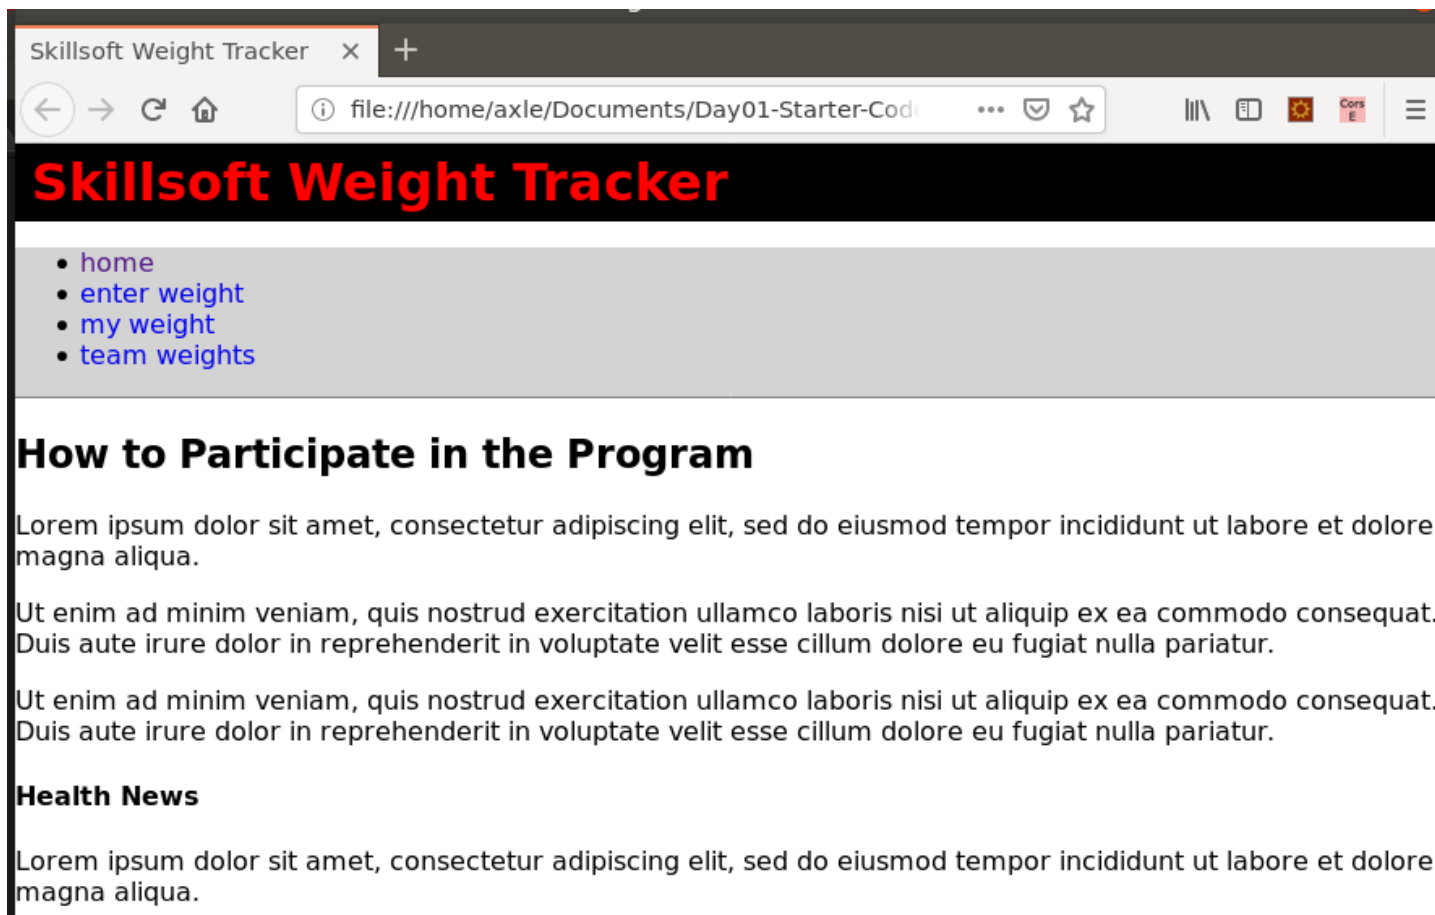 Skillsoft Weight Tracker
file:///home/axle/Documents/Day01-Starter-Code
Cors
E
Skillsoft Weight Tracker
home
enter weight
my weight
team weights
How to Participate in the Program
Lorem ipsum dolor sit amet, consectetur adipiscing elit, sed do eiusmod tempor incididunt ut labore et dolore
magna aliqua.
Ut enim ad minim veniam, quis nostrud exercitation ullamco laboris nisi ut aliquip ex ea commodo consequat.
Duis aute irure dolor in reprehenderit in voluptate velit esse cillum dolore eu fugiat nulla pariatur.
Ut enim ad minim veniam, quis nostrud exercitation ullamco laboris nisi ut aliquip ex ea commodo consequat.
Duis aute irure dolor in reprehenderit in voluptate velit esse cillum dolore eu fugiat nulla pariatur.
Health News
Lorem ipsum dolor sit amet, consectetur adipiscing elit, sed do eiusmod tempor incididunt ut labore et dolore
magna aliqua.